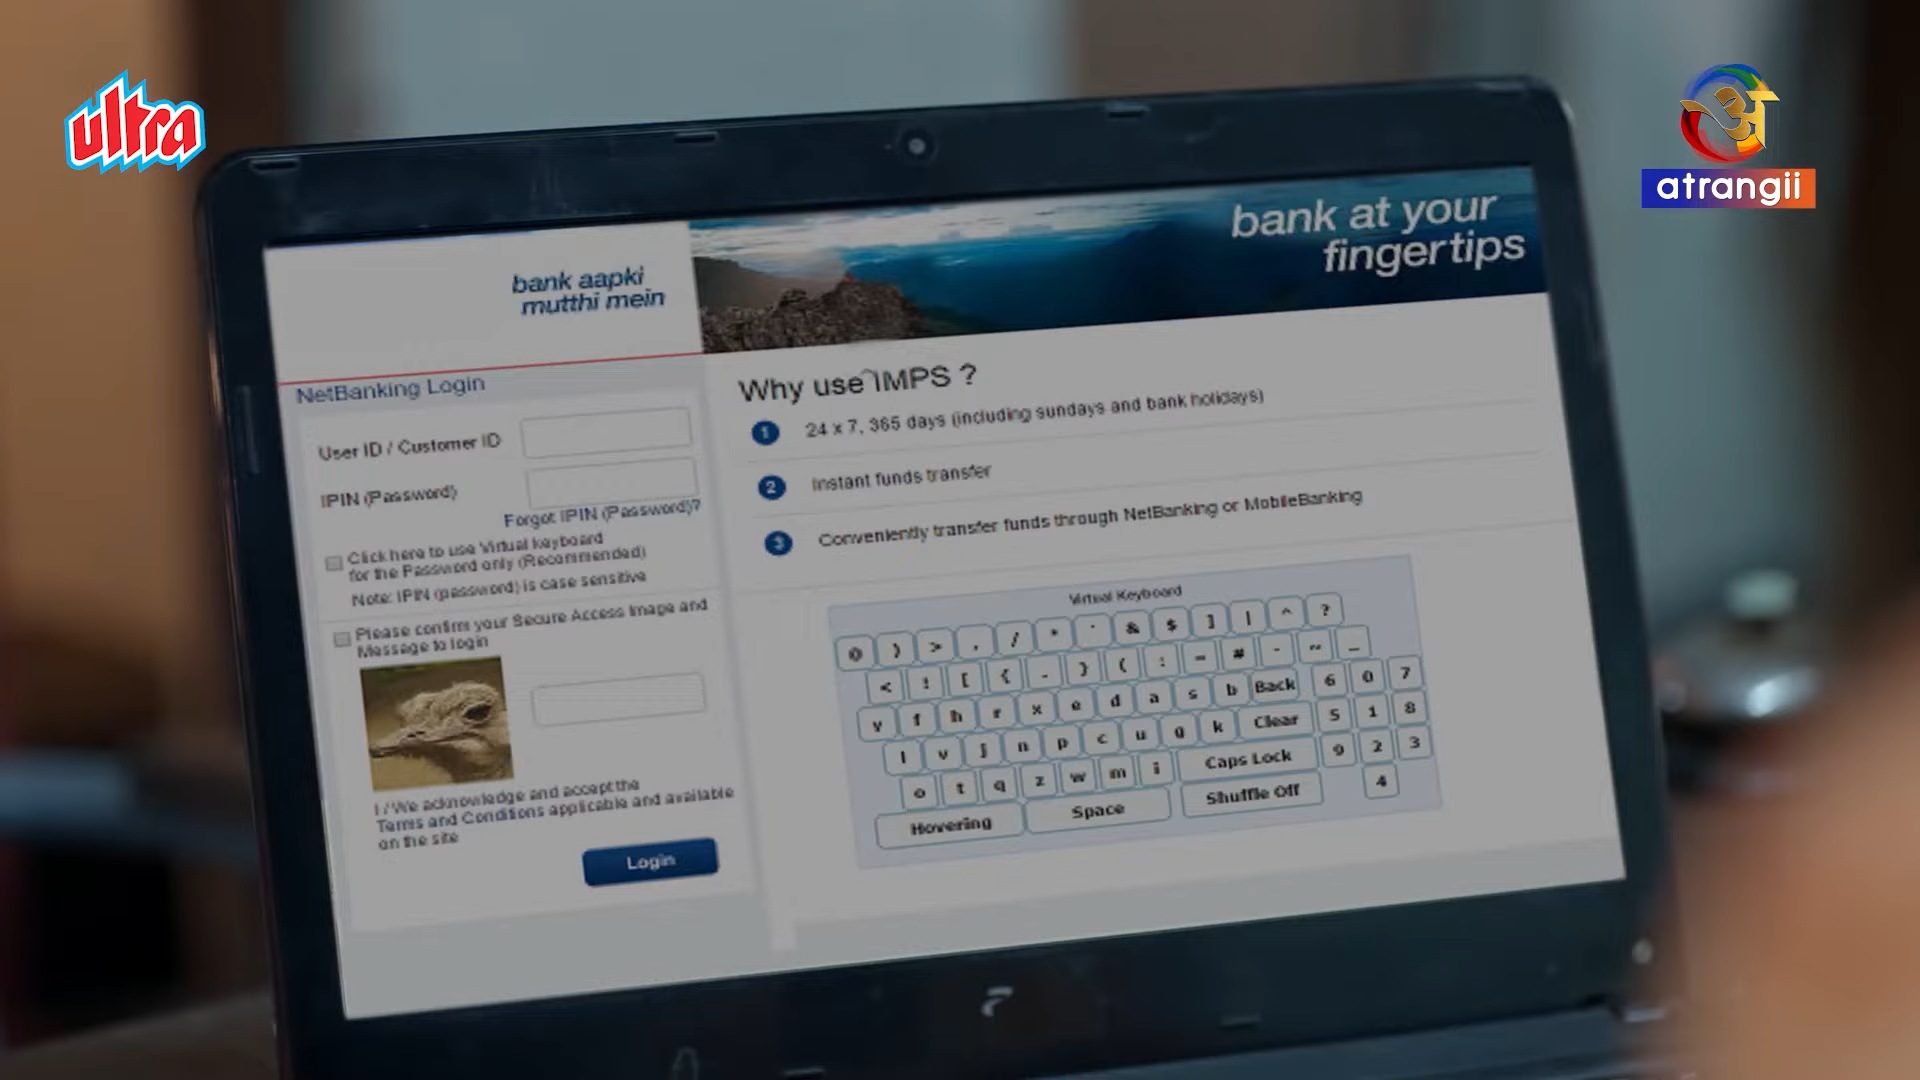 ultra
अ
atrangii
bank aapki
mutthi mein
bank at your
fingertips
NetBanking Login
User ID / Customer ID
IPIN (Password)
Forgot IPIN (Password)?
Click here to use Virtual keyboard
for the Password only (Recommended)
Note: IPIN (password) is case sensitive
Please confirm your Secure Access Image and
Message to login
I / We acknowledge and accept the
Terms and Conditions applicable and available
on the site
Login
Why use IMPS ?
1 24 x 7, 365 days (including sundays and bank holidays)
2 Instant funds transfer
3 Conveniently transfer funds through NetBanking or MobileBanking
Virtual Keyboard
@ ) > , / * ` & $ ] | ^ ?
< ! [ { . } ( : = # - ~ _
y f h r x e d a s b Back 6 0 7
l v j n p c u g k Clear 5 1 8
o t q z w m i Caps Lock 9 2 3
Hovering Space Shuffle Off 4